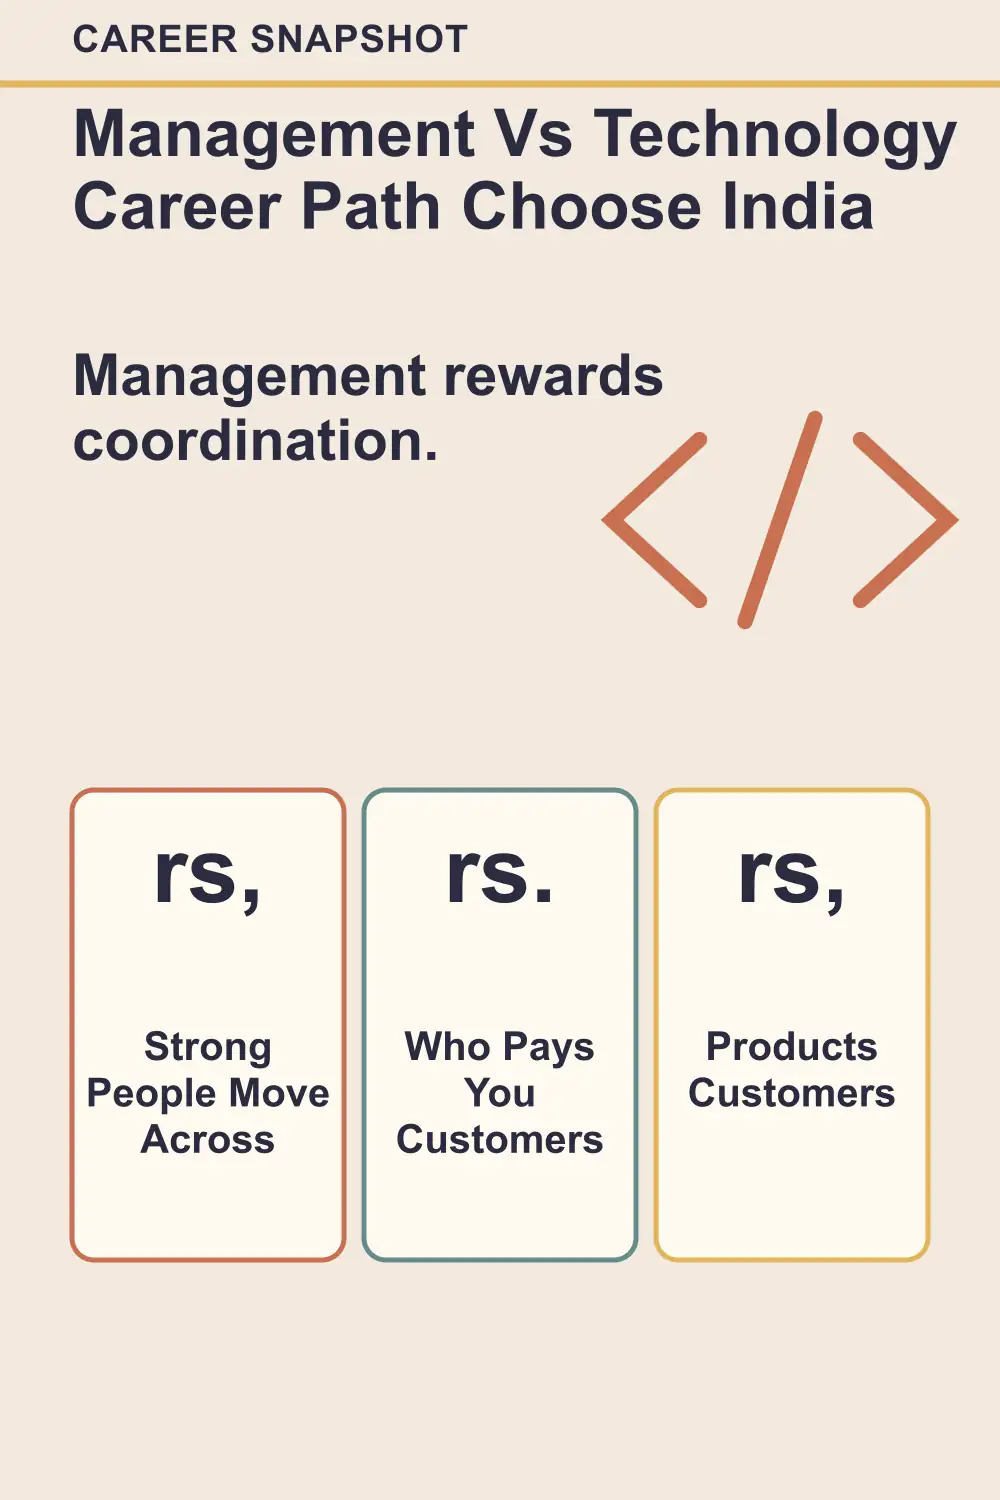 CAREER SNAPSHOT
Management Vs Technology
Career Path Choose India
Management rewards
coordination.
</>
rs,
Strong
People Move
Across
rs.
Who Pays
You
Customers
rs,
Products
Customers